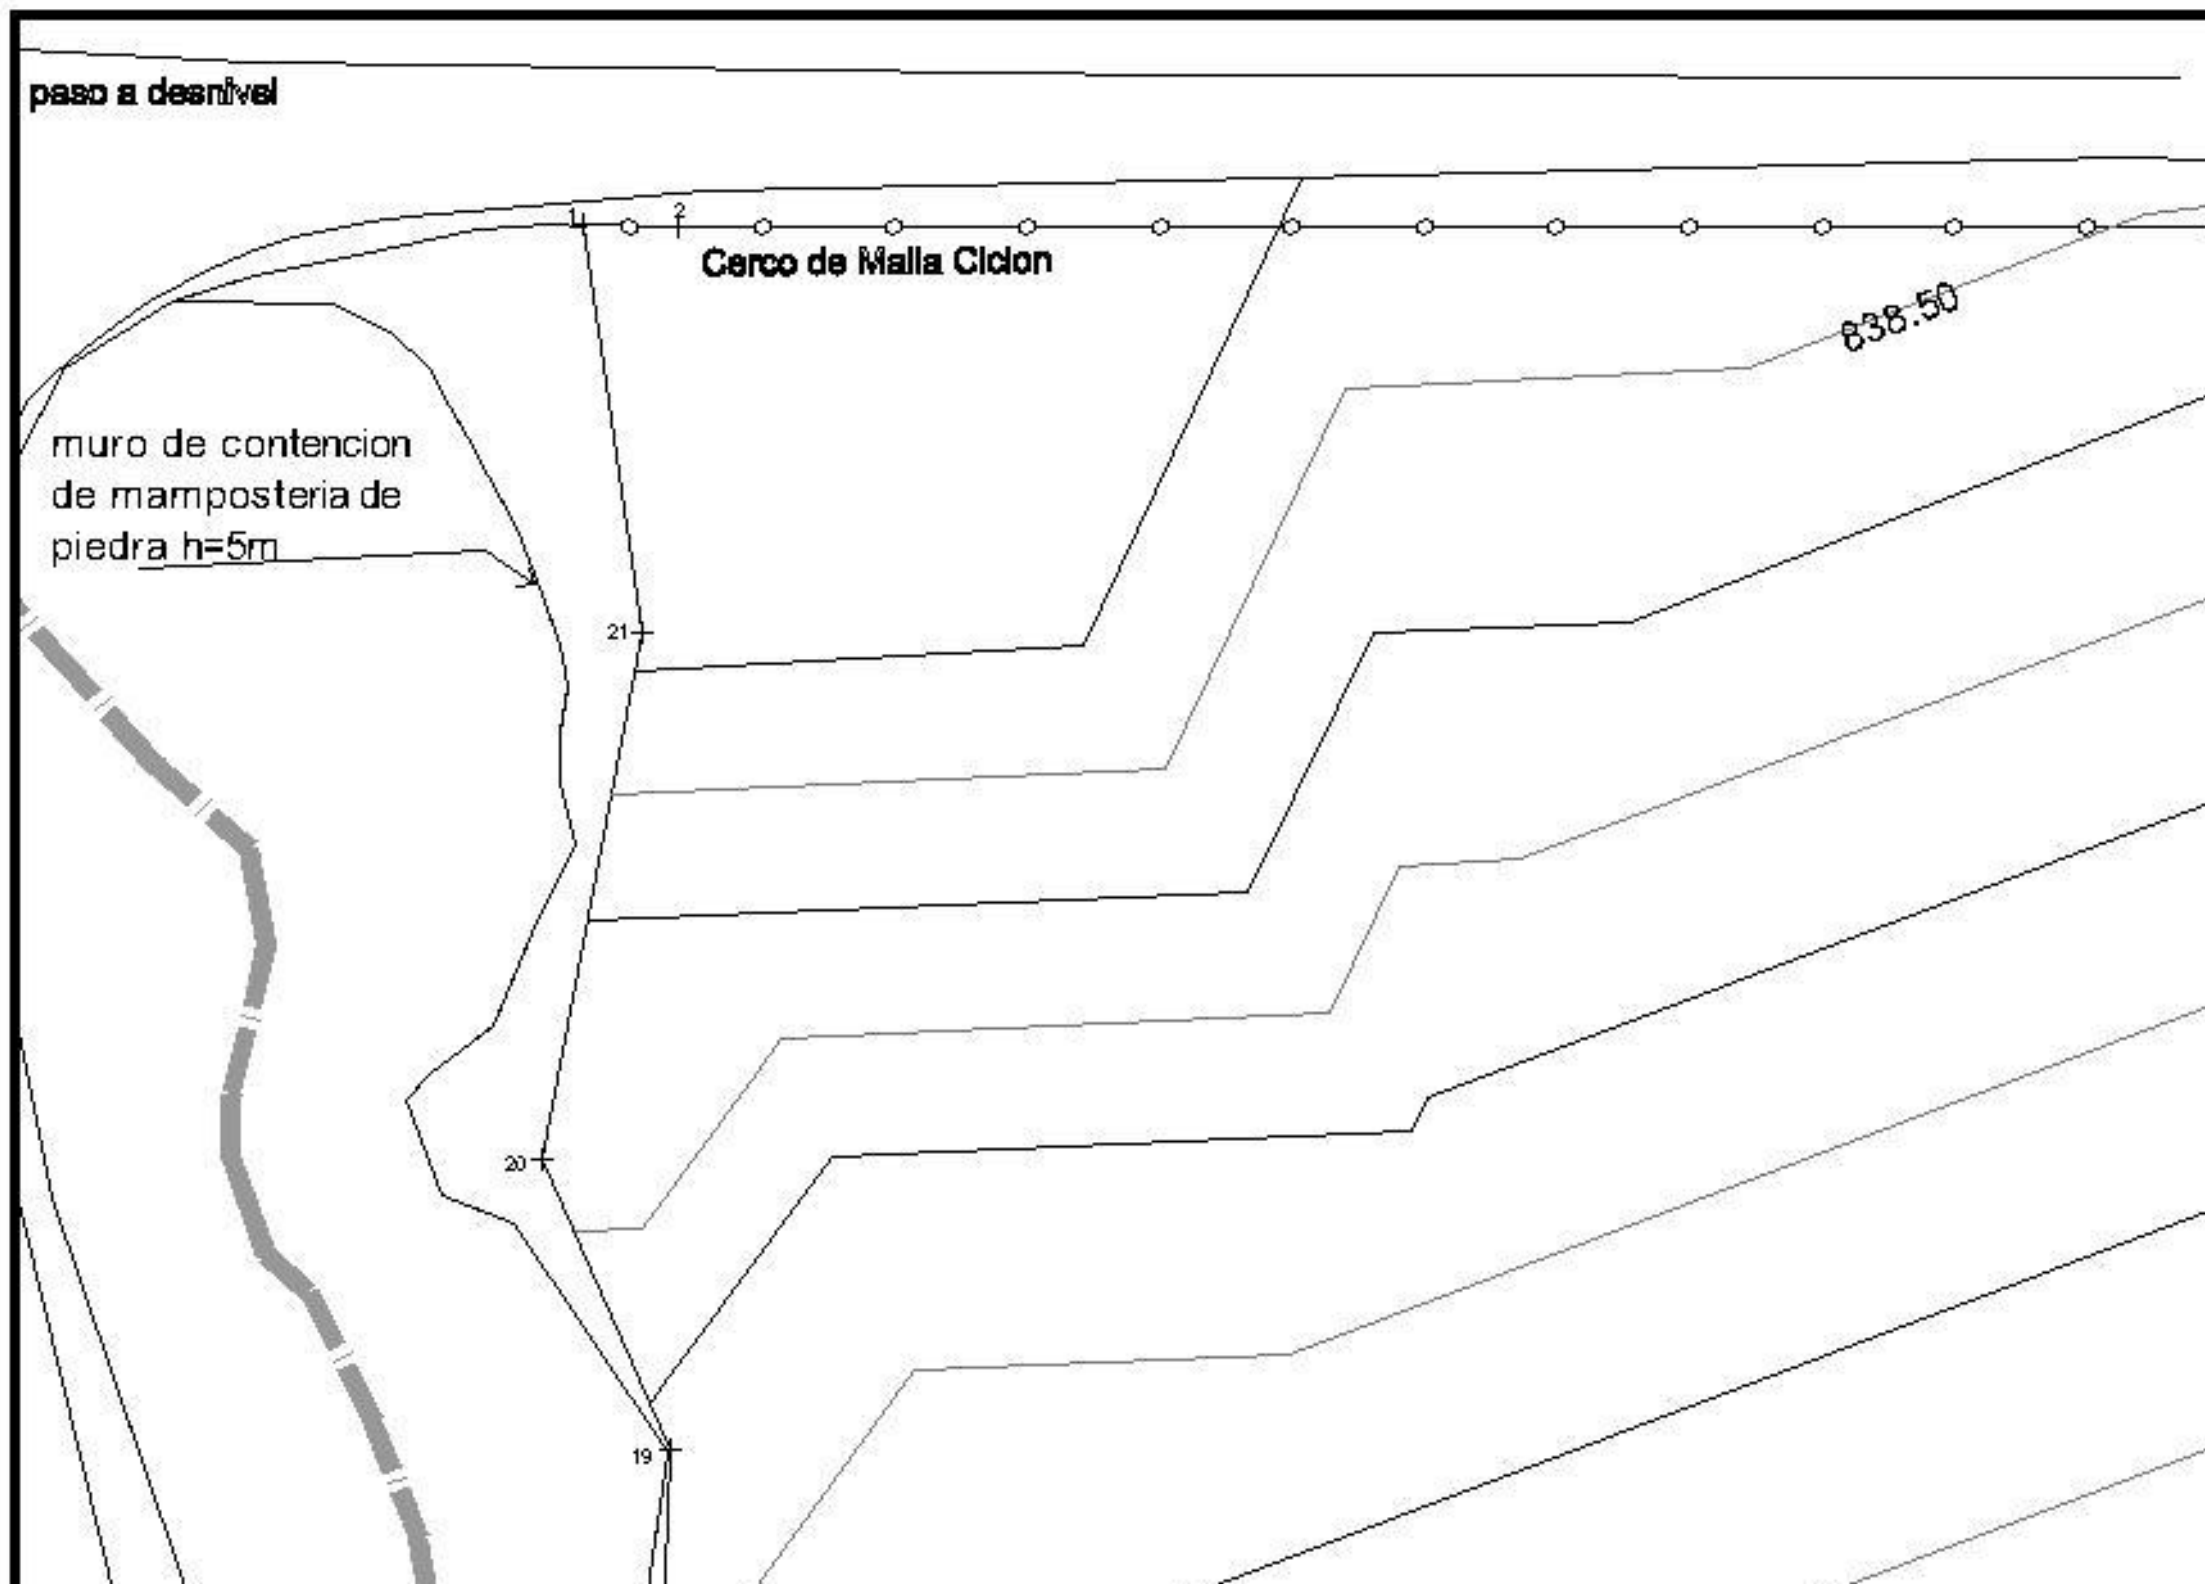 paso a desnivel
1
2
Cerco de Malla Ciclon
838.50
muro de contencion
de mamposteria de
piedra h=5m
21
20
19